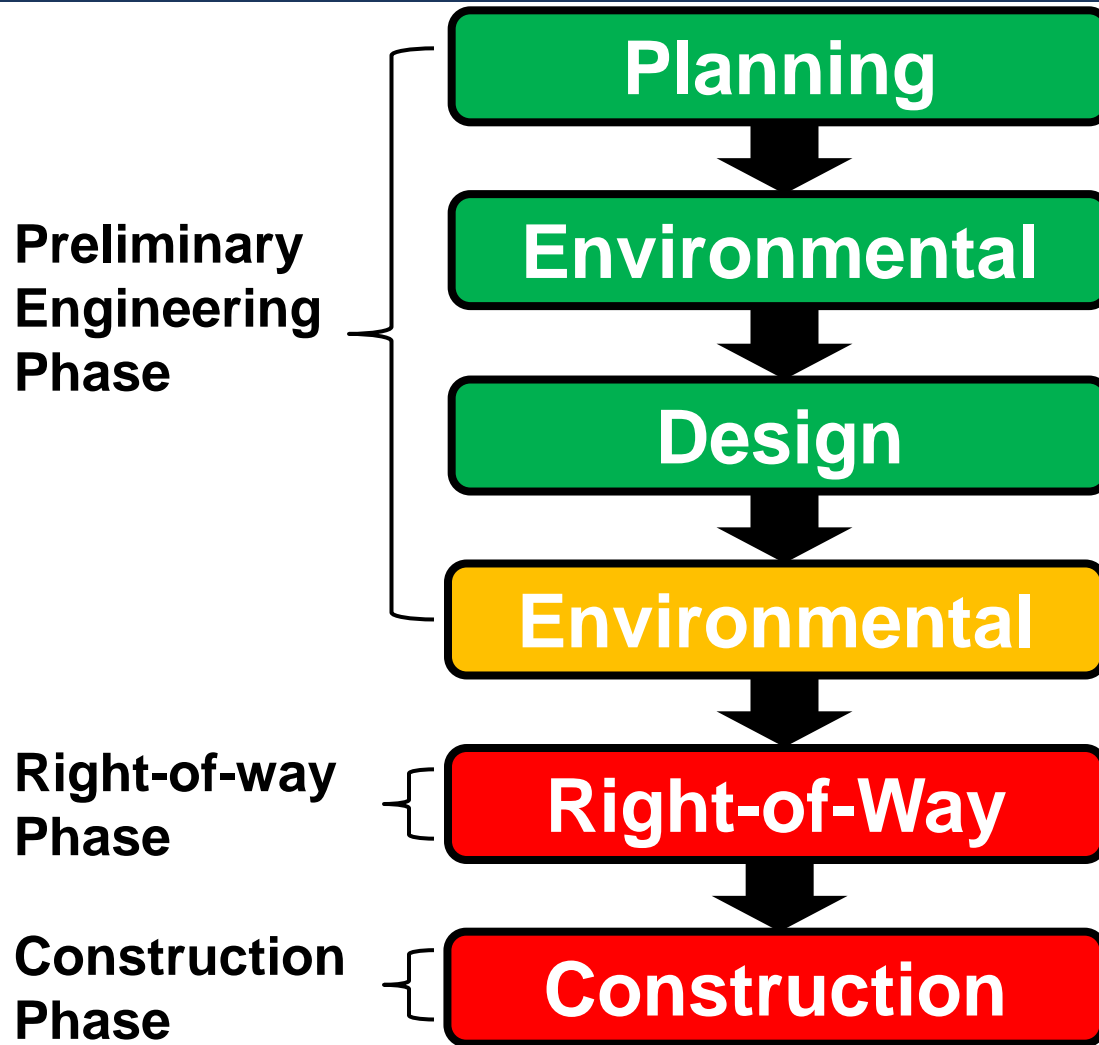 Planning
Environmental
Preliminary
Engineering
Phase
Design
Environmental
Right-of-way
Phase
Right-of-Way
Construction
Phase
Construction